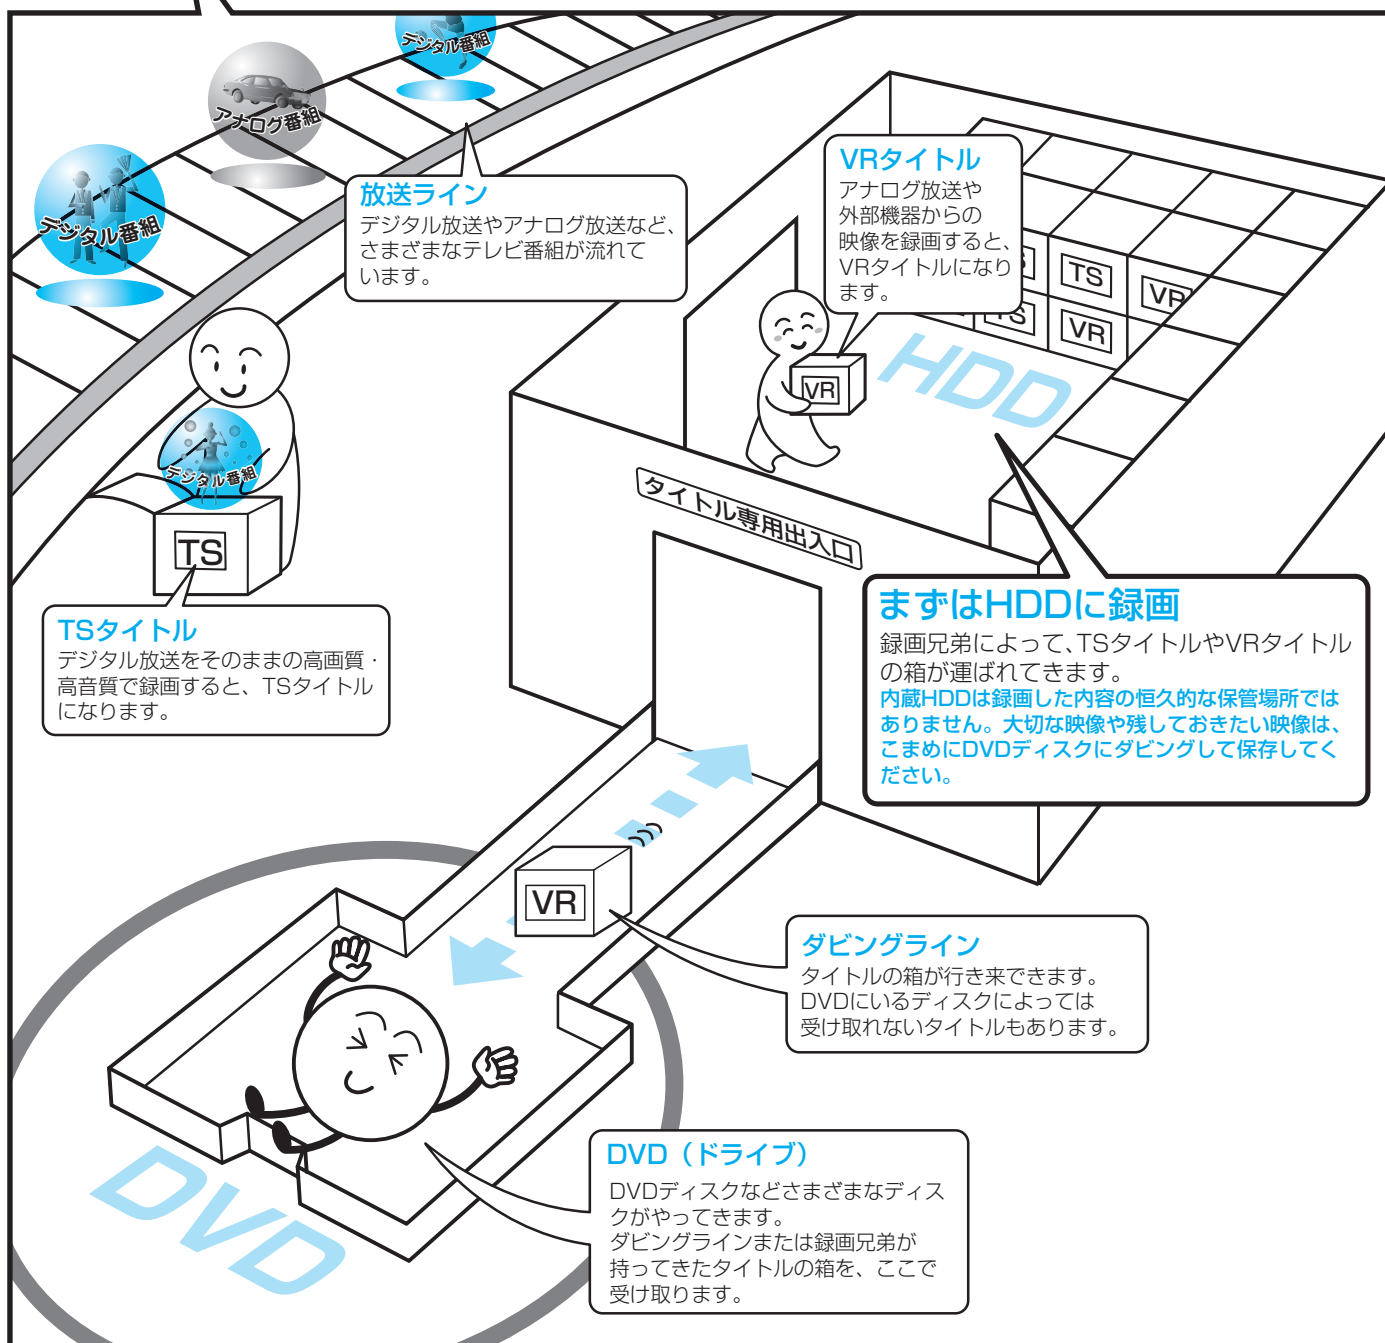 デジタル番組
アナログ番組
デジタル番組
放送ライン
デジタル放送やアナログ放送など、
さまざまなテレビ番組が流れて
います。
VRタイトル
アナログ放送や
外部機器からの
映像を録画すると、
VRタイトルになり
ます。
TS
VR
TS
VR
VR
HDD
デジタル番組
TS
タイトル専用出入口
TSタイトル
デジタル放送をそのままの高画質・
高音質で録画すると、TSタイトル
になります。
まずはHDDに録画
録画兄弟によって、TSタイトルやVRタイトル
の箱が運ばれてきます。
内蔵HDDは録画した内容の恒久的な保管場所では
ありません。大切な映像や残しておきたい映像は、
こまめにDVDディスクにダビングして保存してく
ださい。
VR
ダビングライン
タイトルの箱が行き来できます。
DVDにいるディスクによっては
受け取れないタイトルもあります。
DVD
DVD（ドライブ）
DVDディスクなどさまざまなディス
クがやってきます。
ダビングラインまたは録画兄弟が
持ってきたタイトルの箱を、ここで
受け取ります。